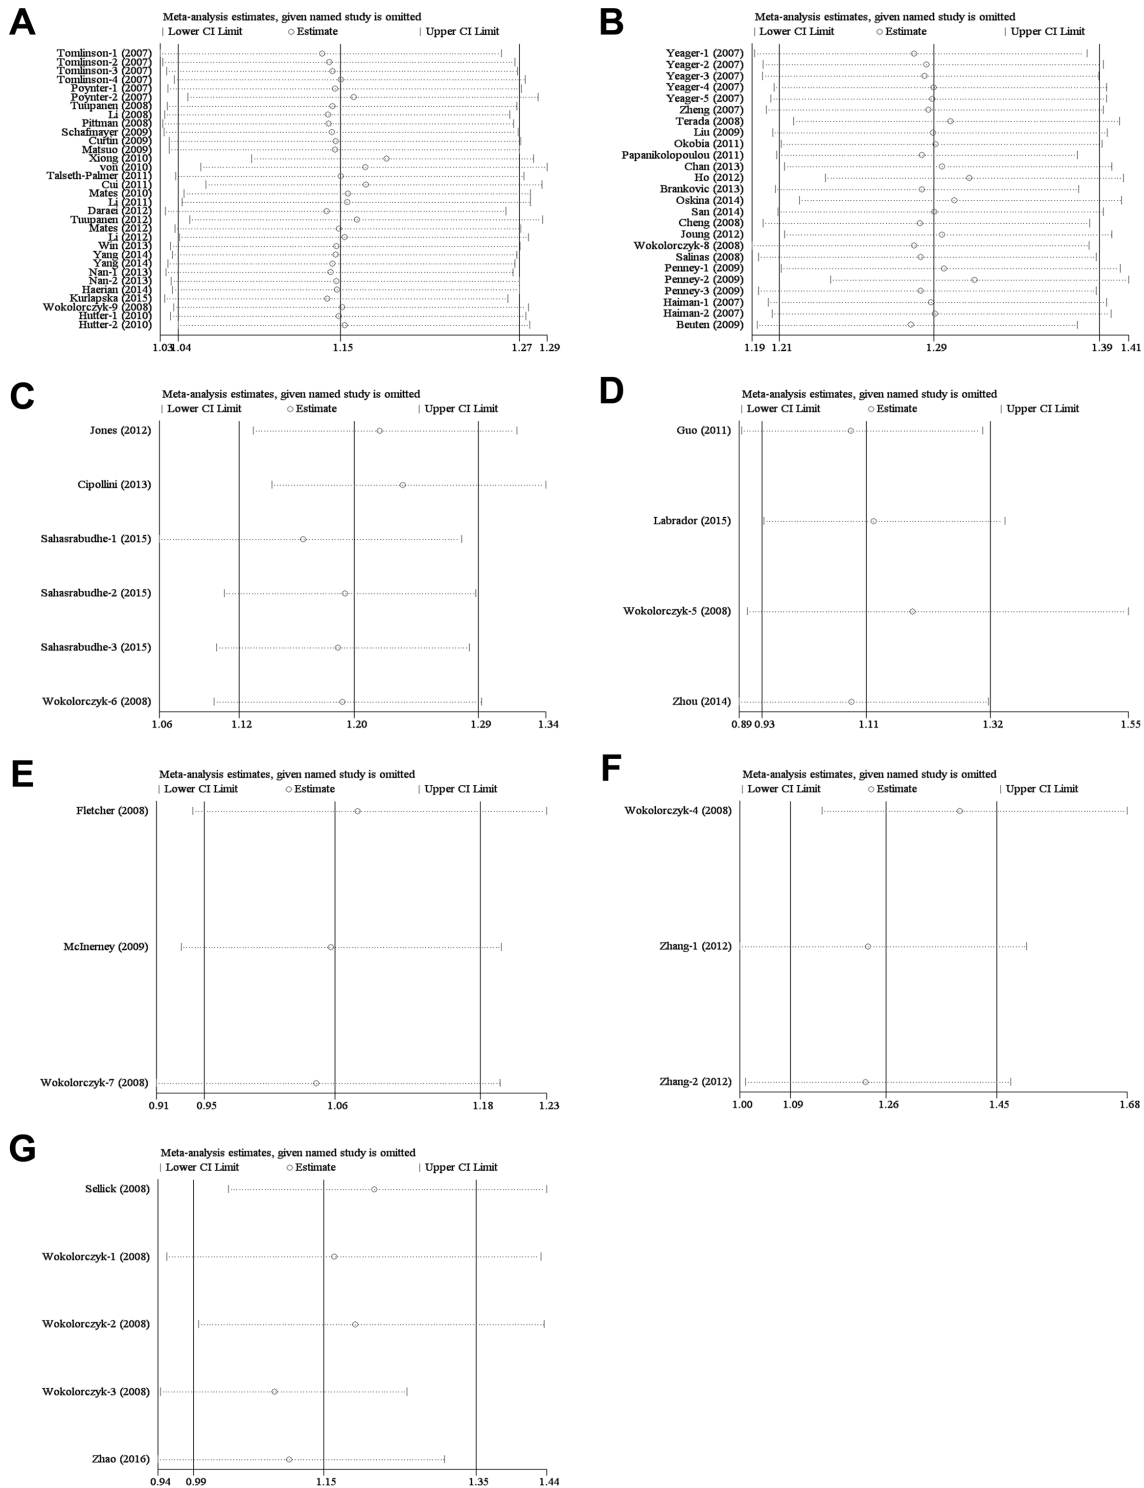 A
Meta-analysis estimates, given named study is omitted
| Lower CI Limit ○ Estimate | Upper CI Limit
Tomlinson-1 (2007)
Tomlinson-2 (2007)
Tomlinson-3 (2007)
Tomlinson-4 (2007)
Poynter-1 (2007)
Poynter-2 (2007)
Tuupanen (2008)
Li (2008)
Pittman (2008)
Schafmayer (2009)
Curtin (2009)
Matsuo (2009)
Xiong (2010)
von (2010)
Talseth-Palmer (2011)
Cui (2011)
Mates (2010)
Li (2011)
Daraei (2012)
Tuupanen (2012)
Mates (2012)
Li (2012)
Win (2013)
Yang (2014)
Yang (2014)
Nan-1 (2013)
Nan-2 (2013)
Haerian (2014)
Kurlapska (2015)
Wokolorczyk-9 (2008)
Hutter-1 (2010)
Hutter-2 (2010)
1.03 1.04 1.15 1.27 1.29
B
Meta-analysis estimates, given named study is omitted
| Lower CI Limit ○ Estimate | Upper CI Limit
Yeager-1 (2007)
Yeager-2 (2007)
Yeager-3 (2007)
Yeager-4 (2007)
Yeager-5 (2007)
Zheng (2007)
Terada (2008)
Liu (2009)
Okobia (2011)
Papanikolopoulou (2011)
Chan (2013)
Ho (2012)
Brankovic (2013)
Oskina (2014)
San (2014)
Cheng (2008)
Joung (2012)
Wokolorczyk-8 (2008)
Salinas (2008)
Penney-1 (2009)
Penney-2 (2009)
Penney-3 (2009)
Haiman-1 (2007)
Haiman-2 (2007)
Beuten (2009)
1.19 1.21 1.29 1.39 1.41
C
Meta-analysis estimates, given named study is omitted
| Lower CI Limit ○ Estimate | Upper CI Limit
Jones (2012)
Cipollini (2013)
Sahasrabudhe-1 (2015)
Sahasrabudhe-2 (2015)
Sahasrabudhe-3 (2015)
Wokolorczyk-6 (2008)
1.06 1.12 1.20 1.29 1.34
D
Meta-analysis estimates, given named study is omitted
| Lower CI Limit ○ Estimate | Upper CI Limit
Guo (2011)
Labrador (2015)
Wokolorczyk-5 (2008)
Zhou (2014)
0.89 0.93 1.11 1.32 1.55
E
Meta-analysis estimates, given named study is omitted
| Lower CI Limit ○ Estimate | Upper CI Limit
Fletcher (2008)
McInerney (2009)
Wokolorczyk-7 (2008)
0.91 0.95 1.06 1.18 1.23
F
Meta-analysis estimates, given named study is omitted
| Lower CI Limit ○ Estimate | Upper CI Limit
Wokolorczyk-4 (2008)
Zhang-1 (2012)
Zhang-2 (2012)
1.00 1.09 1.26 1.45 1.68
G
Meta-analysis estimates, given named study is omitted
| Lower CI Limit ○ Estimate | Upper CI Limit
Sellick (2008)
Wokolorczyk-1 (2008)
Wokolorczyk-2 (2008)
Wokolorczyk-3 (2008)
Zhao (2016)
0.94 0.99 1.15 1.35 1.44